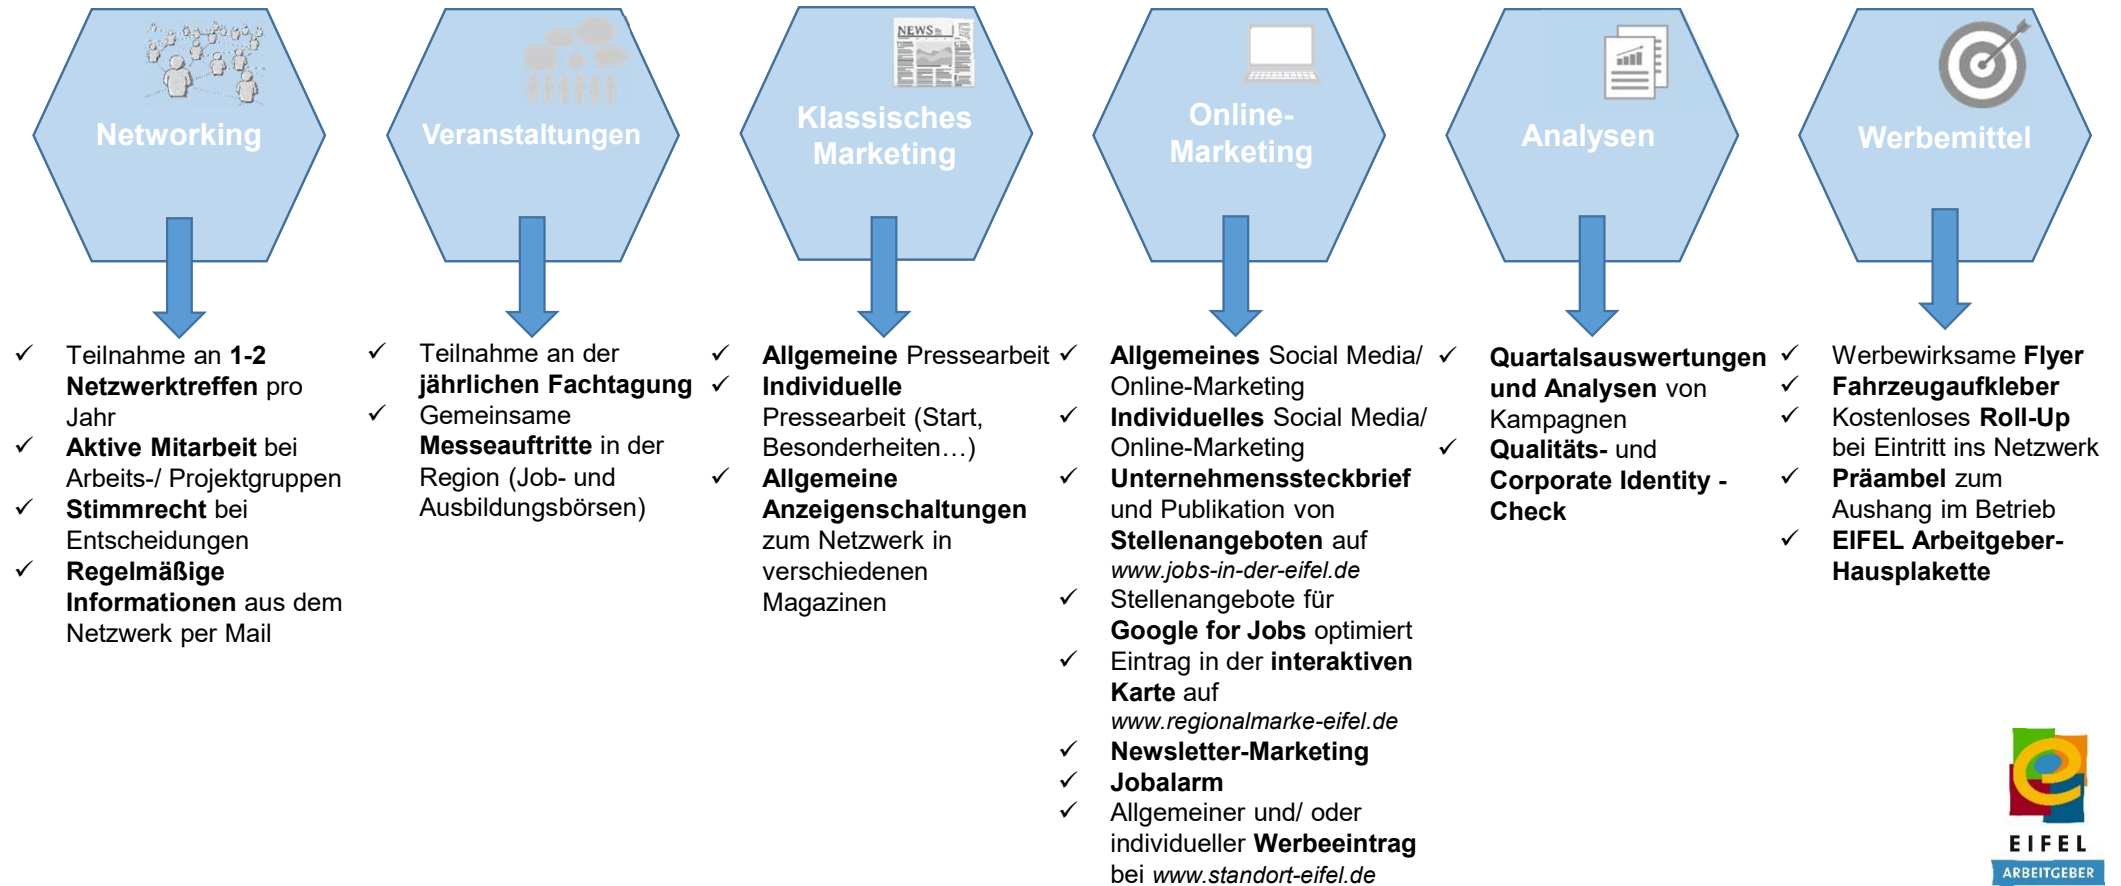 NEWS
Networking
Teilnahme an 1-2
Netzwerktreffen pro
Jahr
Aktive Mitarbeit bei
Arbeits-/ Projektgruppen
Stimmrecht bei
Entscheidungen
Regelmäßige
Informationen aus dem
Netzwerk per Mail
Veranstaltungen
Teilnahme an der
jährlichen Fachtagung
Gemeinsame
Messeauftritte in der
Region (Job- und
Ausbildungsbörsen)
Klassisches
Marketing
Allgemeine Pressearbeit
Individuelle
Pressearbeit (Start,
Besonderheiten…)
Allgemeine
Anzeigenschaltungen
zum Netzwerk in
verschiedenen
Magazinen
Online-
Marketing
Allgemeines Social Media/
Online-Marketing
Individuelles Social Media/
Online-Marketing
Unternehmenssteckbrief
und Publikation von
Stellenangeboten auf
www.jobs-in-der-eifel.de
Stellenangebote für
Google for Jobs optimiert
Eintrag in der interaktiven
Karte auf
www.regionalmarke-eifel.de
Newsletter-Marketing
Jobalarm
Allgemeiner und/ oder
individueller Werbeeintrag
bei www.standort-eifel.de
Analysen
Quartalsauswertungen
und Analysen von
Kampagnen
Qualitäts- und
Corporate Identity -
Check
Werbemittel
Werbewirksame Flyer
Fahrzeugaufkleber
Kostenloses Roll-Up
bei Eintritt ins Netzwerk
Präambel zum
Aushang im Betrieb
EIFEL Arbeitgeber-
Hausplakette
EIFEL
ARBEITGEBER